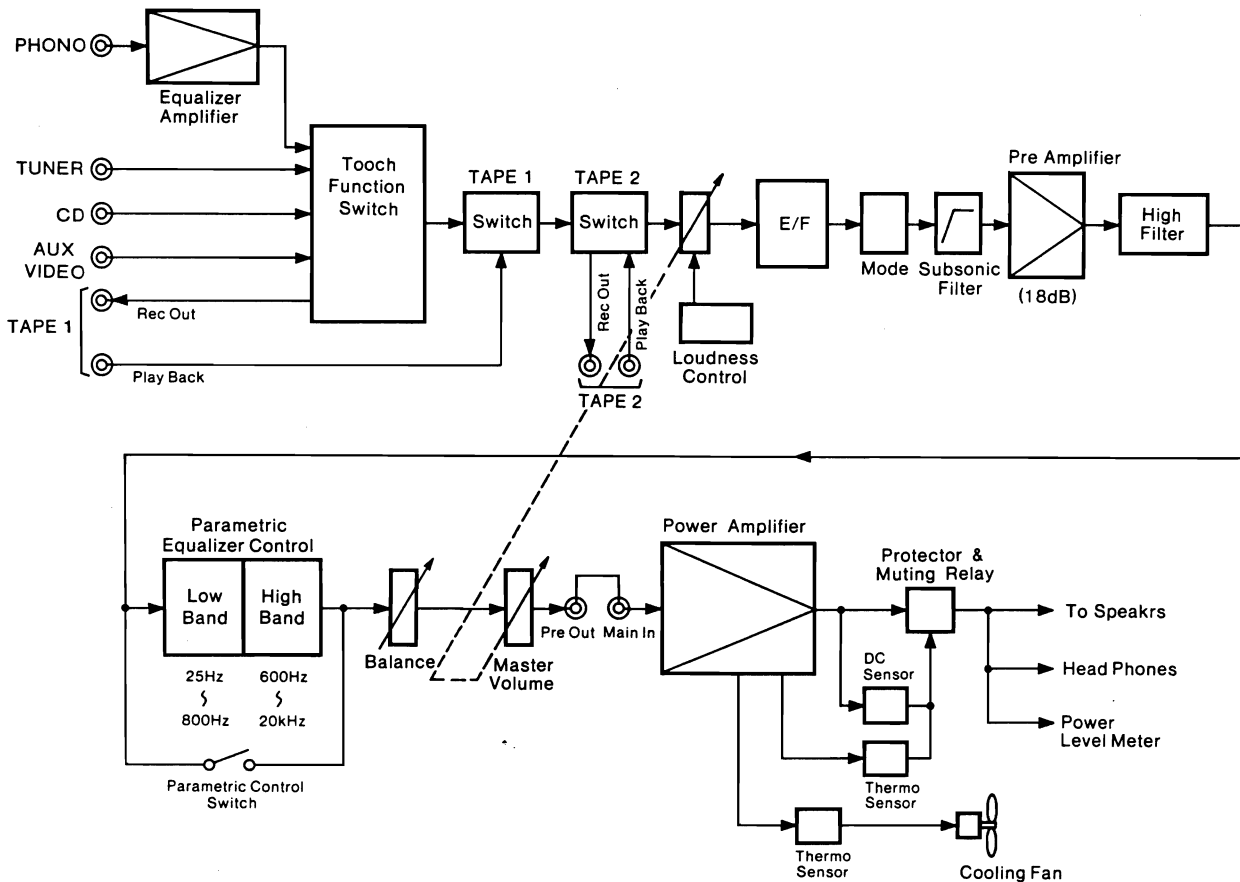 PHONO
Equalizer
Amplifier
TUNER
CD
AUX
VIDEO
TAPE 1
Rec Out
Play Back
Tooch
Function
Switch
TAPE 1
Switch
TAPE 2
Switch
Rec Out
Play Back
TAPE 2
Loudness
Control
E/F
Mode
Subsonic
Filter
Pre Amplifier
(18dB)
High
Filter
Parametric
Equalizer Control
Low
Band
High
Band
25Hz
∫
800Hz
600Hz
∫
20kHz
Parametric Control
Switch
Balance
Master
Volume
Pre Out
Main In
Power Amplifier
Protector &
Muting Relay
DC
Sensor
Thermo
Sensor
Thermo
Sensor
Cooling Fan
To Speakrs
Head Phones
Power
Level Meter